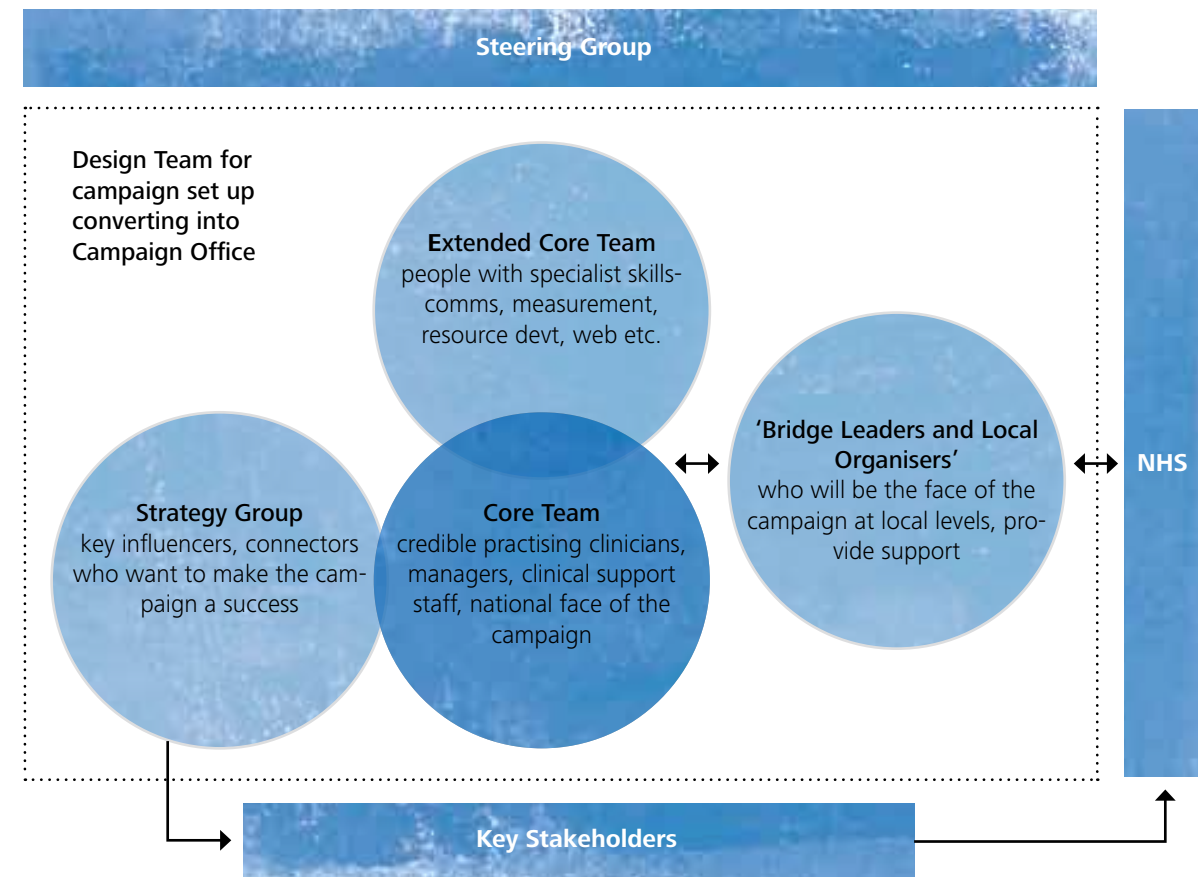 Steering Group
Design Team for
campaign set up
converting into
Campaign Office
Extended Core Team
people with specialist skills-
comms, measurement,
resource devt, web etc.
'Bridge Leaders and Local
Organisers'
who will be the face of the
campaign at local levels, pro-
vide support
NHS
Strategy Group
key influencers, connectors
who want to make the cam-
paign a success
Core Team
credible practising clinicians,
managers, clinical support
staff, national face of the
campaign
Key Stakeholders